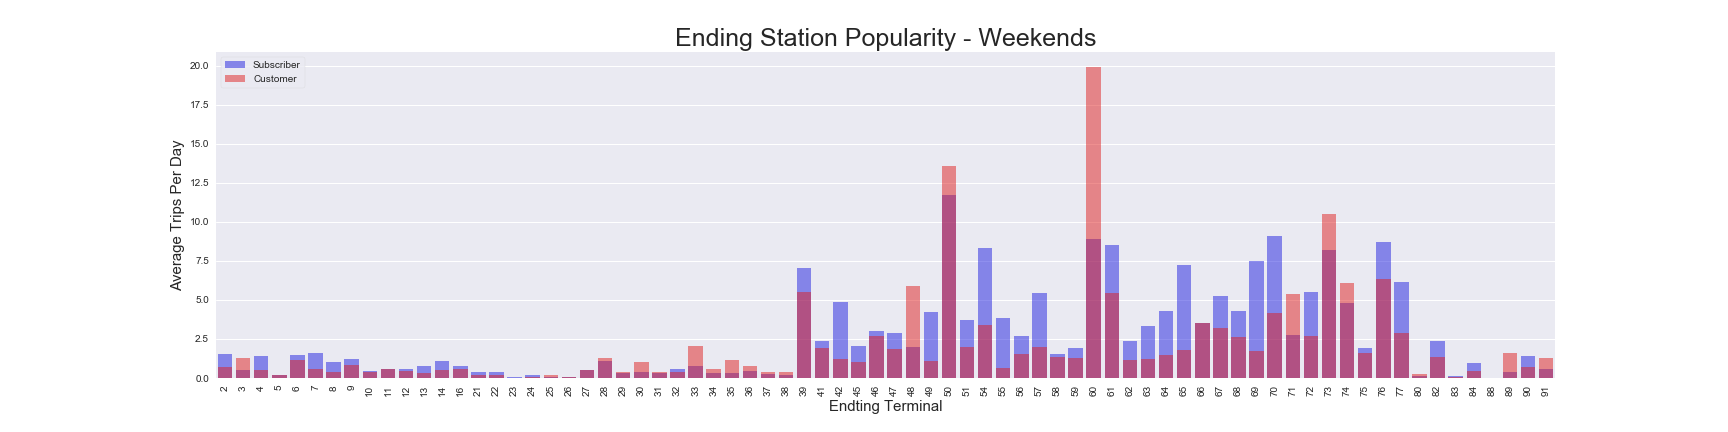 Ending Station Popularity - Weekends
Subscriber
Customer
Average Trips Per Day
20.0
17.5
15.0
12.5
10.0
7.5
5.0
2.5
0.0
2 3 4 5 6 7 8 9 10 11 12 13 14 16 21 22 23 24 25 26 27 28 29 30 31 32 33 34 35 36 37 38 39 41 42 45 46 47 48 49 50 51 54 55 56 57 58 59 60 61 62 63 64 65 66 67 68 69 70 71 72 73 74 75 76 77 80 82 83 84 88 89 90 91
Endting Terminal